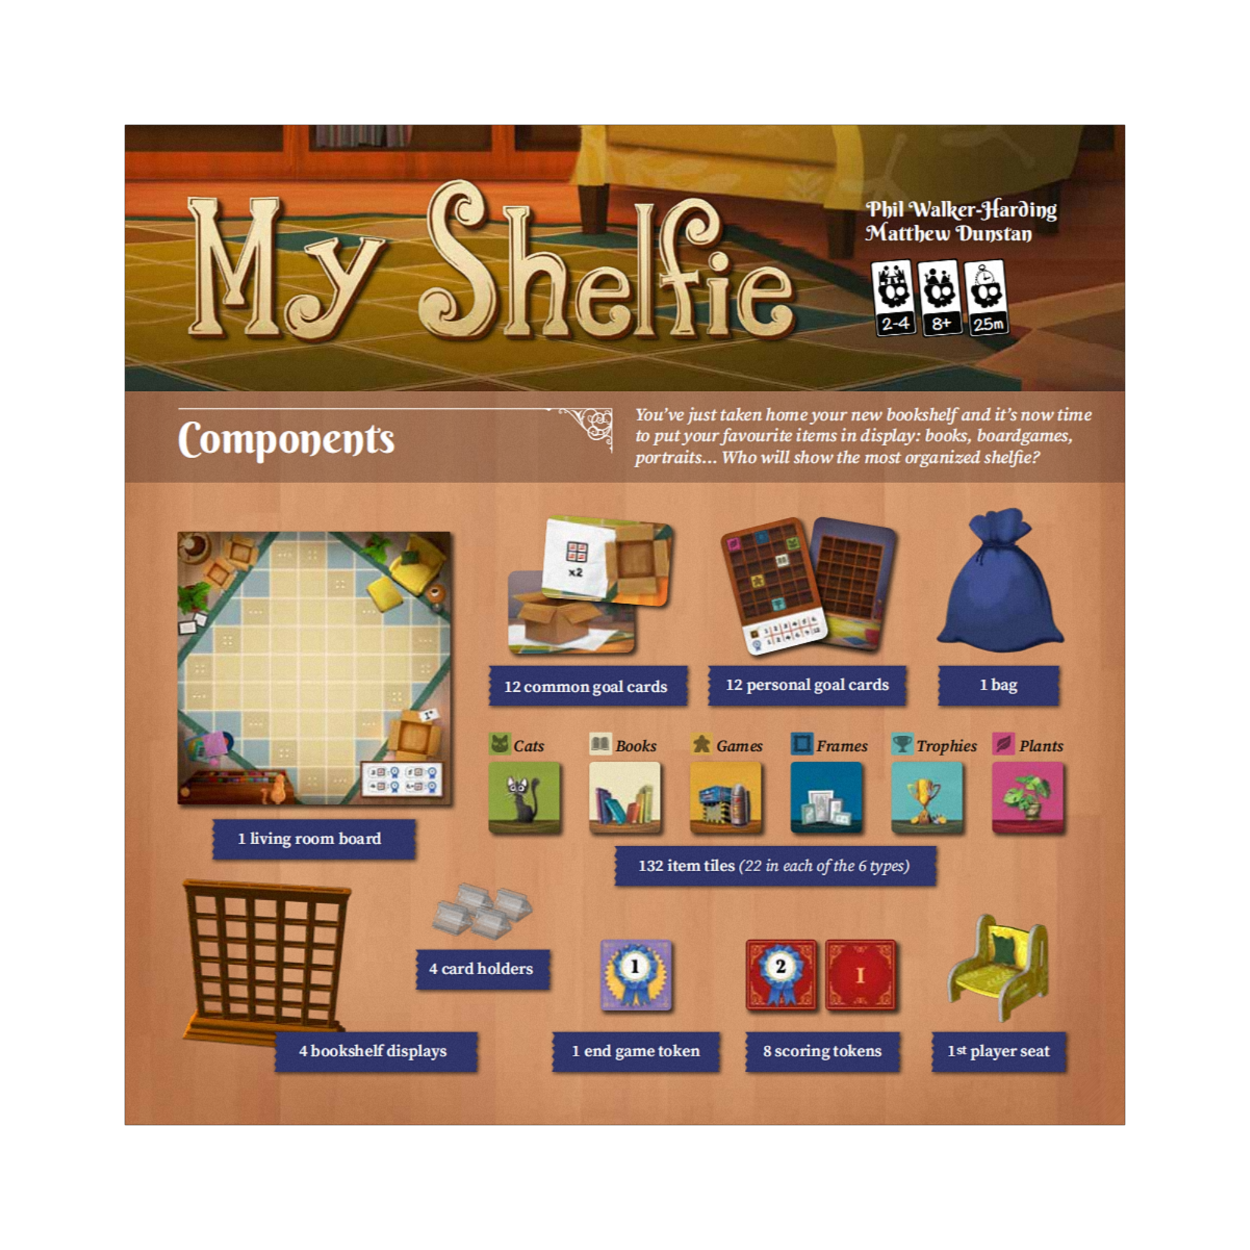 My Shelfie
Phil Walker-Harding
Matthew Dunstan
2-4
8+
25m
Components
You've just taken home your new bookshelf and it's now time
to put your favourite items in display: books, boardgames,
portraits... Who will show the most organized shelfie?
x2
12 common goal cards
12 personal goal cards
1 bag
Cats
Books
Games
Frames
Trophies
Plants
1 living room board
132 item tiles (22 in each of the 6 types)
4 card holders
1
2
I
4 bookshelf displays
1 end game token
8 scoring tokens
1st player seat